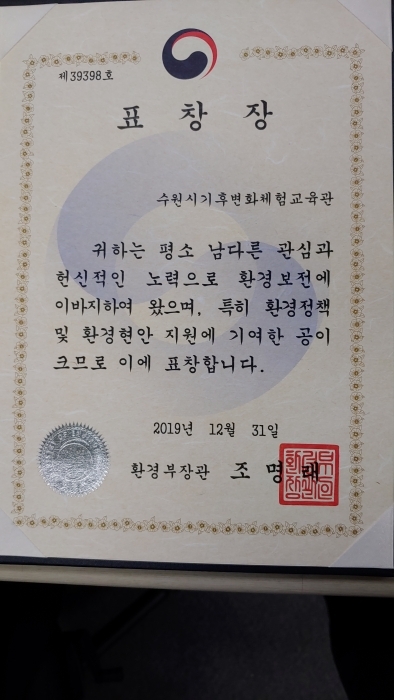 제39398호
표 창 장
수원시기후변화체험교육관
귀하는 평소 남다른 관심과
헌신적인 노력으로 환경보전에
이바지하여 왔으며, 특히 환경정책
및 환경현안 지원에 기여한 공이
크므로 이에 표창합니다.
2019년 12월 31일
환경부장관 조명래